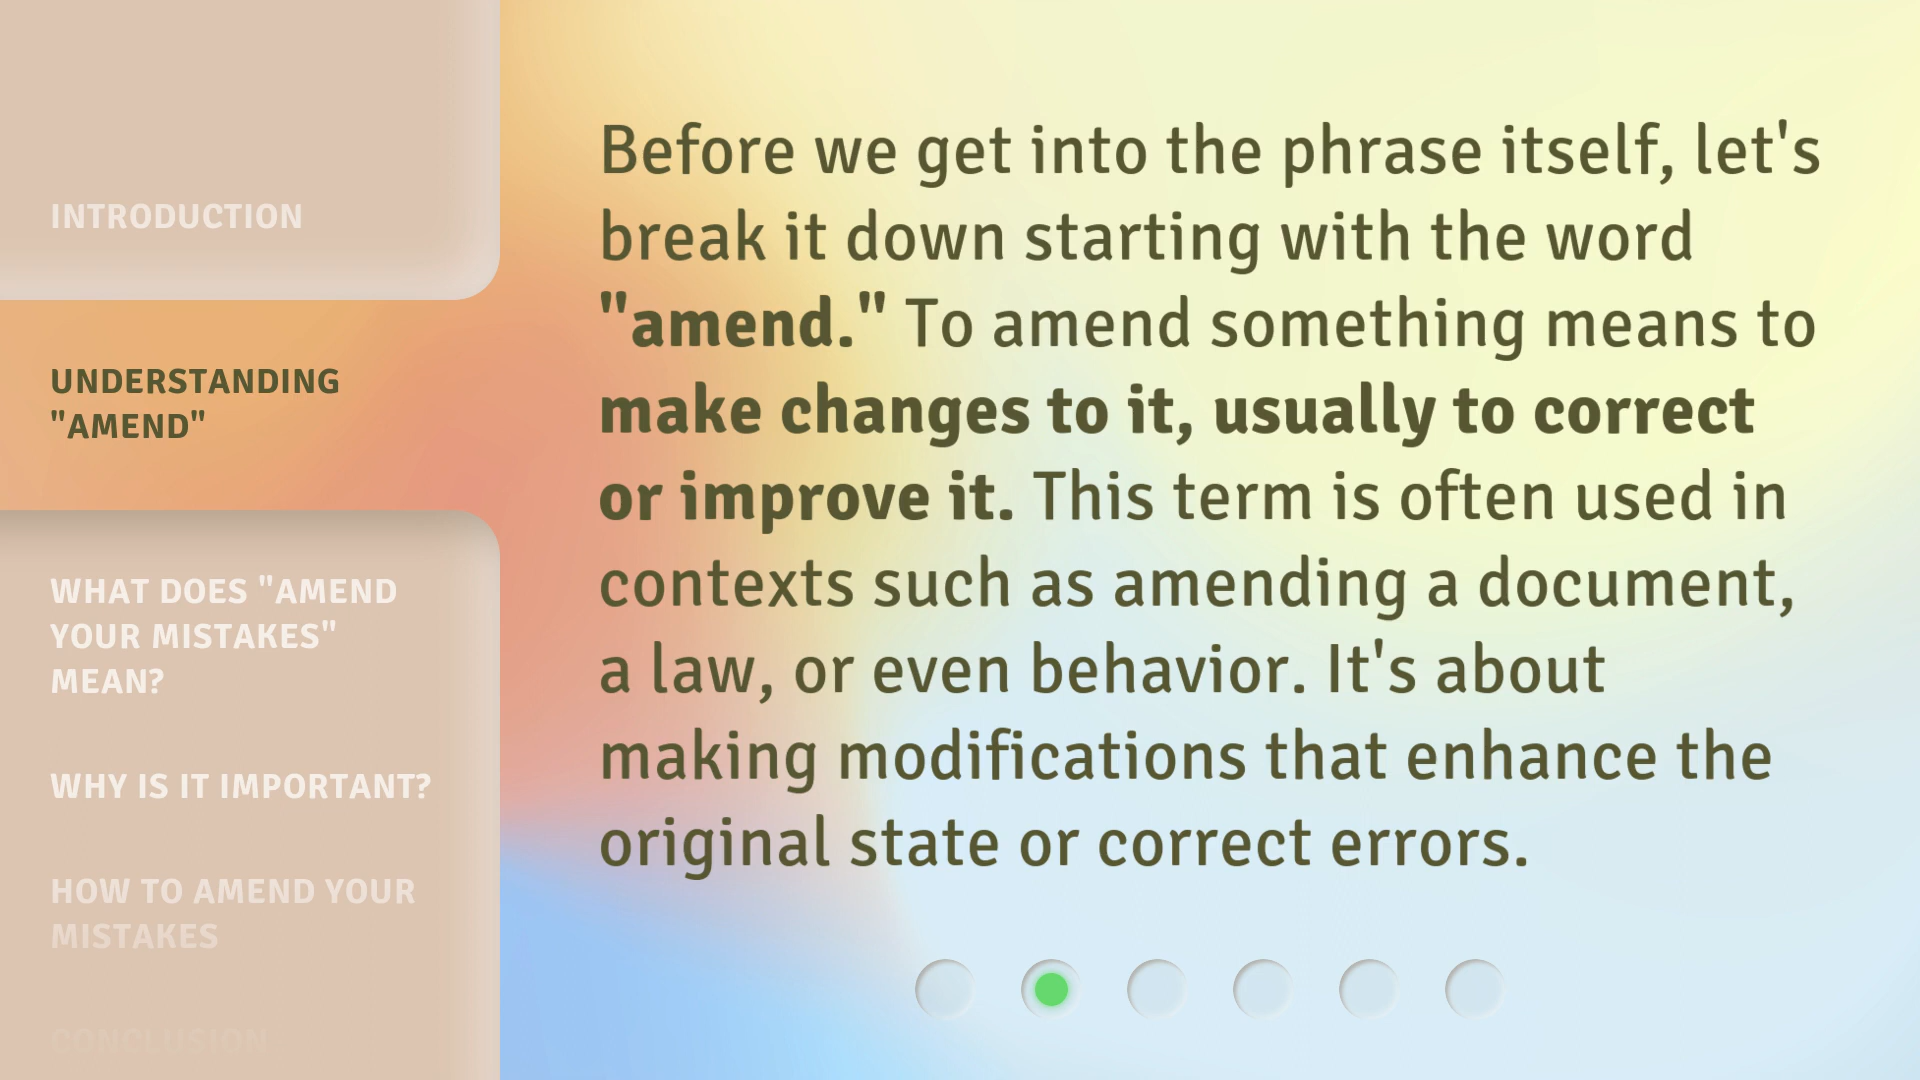 INTRODUCTION
UNDERSTANDING
"AMEND"
WHAT DOES "AMEND
YOUR MISTAKES"
MEAN?
WHY IS IT IMPORTANT?
HOW TO AMEND YOUR
MISTAKES
CONCLUSION
Before we get into the phrase itself, let's
break it down starting with the word
"amend." To amend something means to
make changes to it, usually to correct
or improve it. This term is often used in
contexts such as amending a document,
a law, or even behavior. It's about
making modifications that enhance the
original state or correct errors.